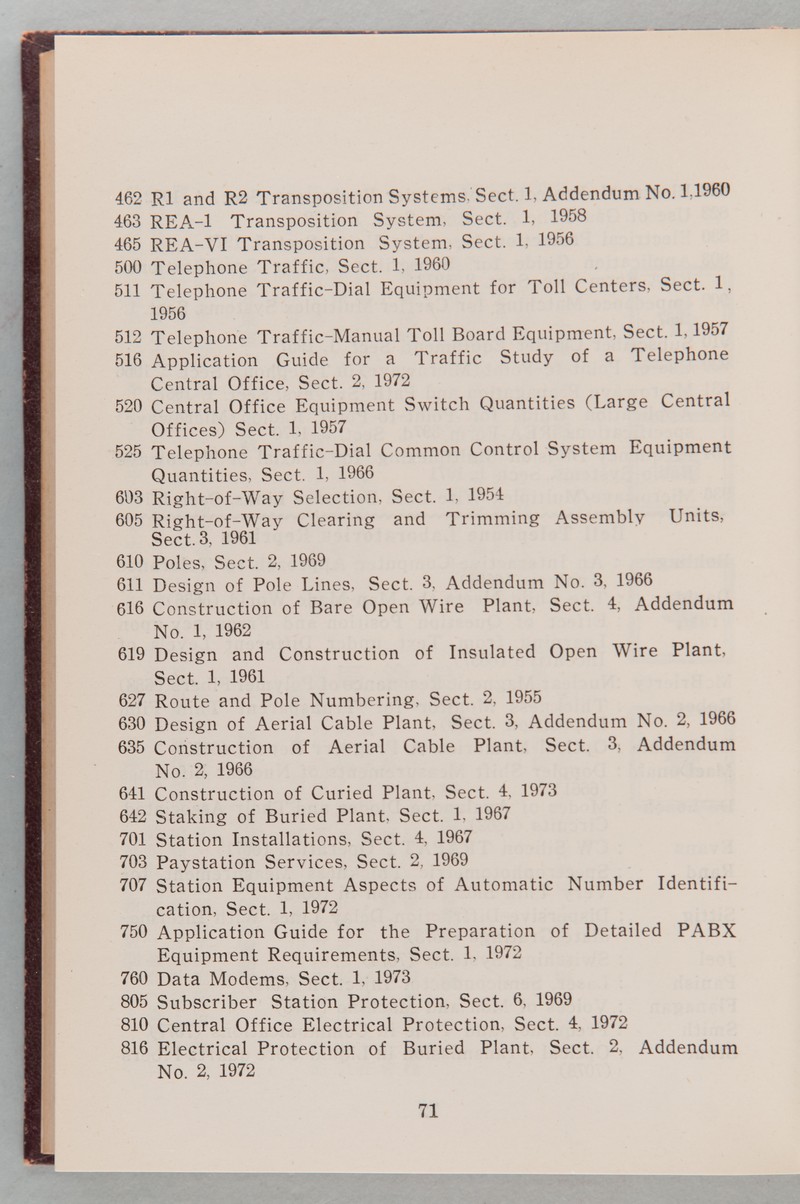 462 R1 and R2 Transposition Systems, Sect. 1, Addendum No. 1,1960
463 REA-1 Transposition System, Sect. 1, 1958
465 REA-VI Transposition System, Sect. 1, 1956
500 Telephone Traffic, Sect. 1, 1960
511 Telephone Traffic-Dial Equipment for Toll Centers, Sect. 1,
1956
512 Telephone Traffic-Manual Toll Board Equipment, Sect. 1, 1957
516 Application Guide for a Traffic Study of a Telephone
Central Office, Sect. 2, 1972
520 Central Office Equipment Switch Quantities (Large Central
Offices) Sect. 1, 1957
525 Telephone Traffic-Dial Common Control System Equipment
Quantities, Sect. 1, 1966
603 Right-of-Way Selection, Sect. 1, 1954
605 Right-of-Way Clearing and Trimming Assembly Units,
Sect. 3, 1961
610 Poles, Sect. 2, 1969
611 Design of Pole Lines, Sect. 3, Addendum No. 3, 1966
616 Construction of Bare Open Wire Plant, Sect. 4, Addendum
No. 1, 1962
619 Design and Construction of Insulated Open Wire Plant,
Sect. 1, 1961
627 Route and Pole Numbering, Sect. 2, 1955
630 Design of Aerial Cable Plant, Sect. 3, Addendum No. 2, 1966
635 Construction of Aerial Cable Plant, Sect. 3, Addendum
No. 2, 1966
641 Construction of Curied Plant, Sect. 4, 1973
642 Staking of Buried Plant, Sect. 1, 1967
701 Station Installations, Sect. 4, 1967
703 Paystation Services, Sect. 2, 1969
707 Station Equipment Aspects of Automatic Number Identifi-
cation, Sect. 1, 1972
750 Application Guide for the Preparation of Detailed PABX
Equipment Requirements, Sect. 1, 1972
760 Data Modems, Sect. 1, 1973
805 Subscriber Station Protection, Sect. 6, 1969
810 Central Office Electrical Protection, Sect. 4, 1972
816 Electrical Protection of Buried Plant, Sect. 2, Addendum
No. 2, 1972
71